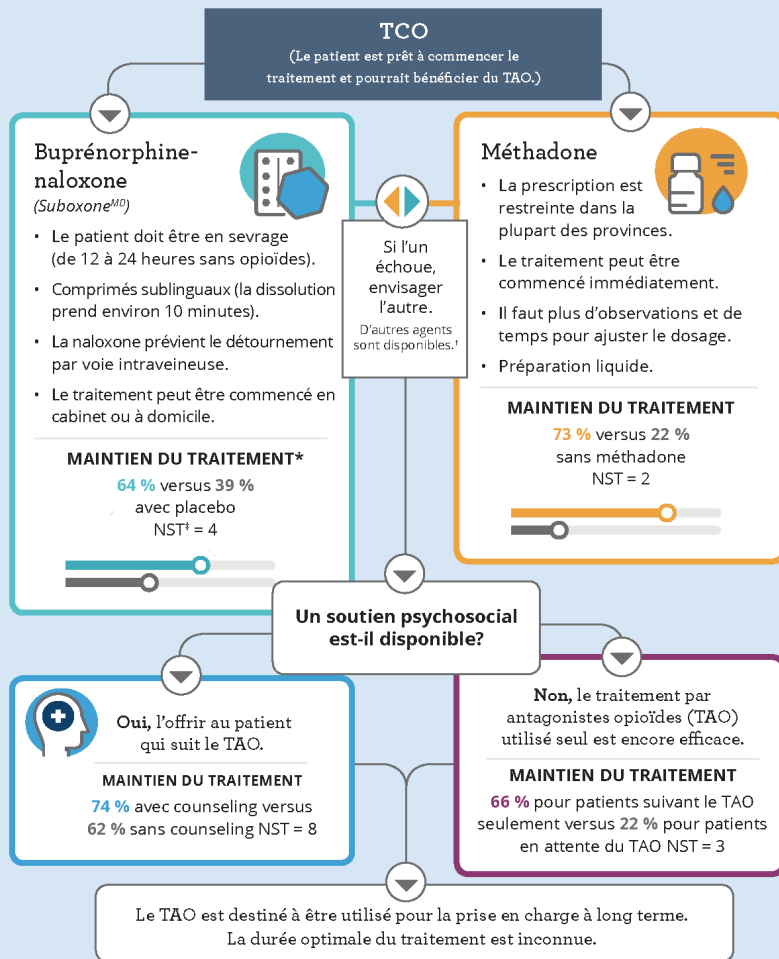 TCO
(Le patient est prêt à commencer le
traitement et pourrait bénéficier du TAO.)
Buprénorphine-
naloxone
(Suboxoneᴹᴰ)
• Le patient doit être en sevrage
(de 12 à 24 heures sans opioïdes).
• Comprimés sublinguaux (la dissolution
prend environ 10 minutes).
• La naloxone prévient le détournement
par voie intraveineuse.
• Le traitement peut être commencé en
cabinet ou à domicile.
MAINTIEN DU TRAITEMENT*
64 % versus 39 %
avec placebo
NST‡ = 4
Si l’un
échoue,
envisager
l’autre.
D’autres agents
sont disponibles.†
Méthadone
• La prescription est
restreinte dans la
plupart des provinces.
• Le traitement peut être
commencé immédiatement.
• Il faut plus d’observations et de
temps pour ajuster le dosage.
• Préparation liquide.
MAINTIEN DU TRAITEMENT
73 % versus 22 %
sans méthadone
NST = 2
Un soutien psychosocial
est-il disponible?
Oui, l’offrir au patient
qui suit le TAO.
MAINTIEN DU TRAITEMENT
74 % avec counseling versus
62 % sans counseling NST = 8
Non, le traitement par
antagonistes opioïdes (TAO)
utilisé seul est encore efficace.
MAINTIEN DU TRAITEMENT
66 % pour patients suivant le TAO
seulement versus 22 % pour patients
en attente du TAO NST = 3
Le TAO est destiné à être utilisé pour la prise en charge à long terme.
La durée optimale du traitement est inconnue.